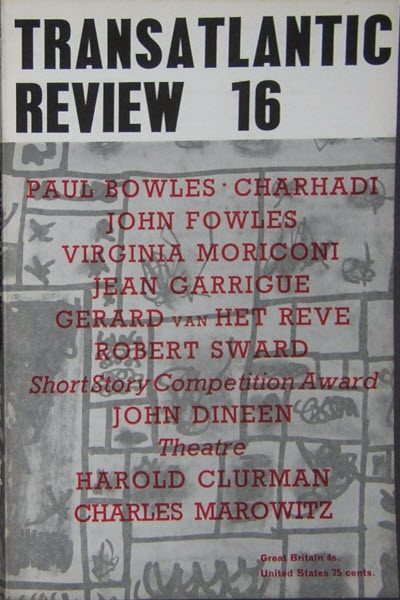 TRANSATLANTIC
REVIEW 16
PAUL BOWLES · CHARHADI
JOHN FOWLES
VIRGINIA MORICONI
JEAN GARRIGUE
GERARD VAN HET REVE
ROBERT SWARD
Short Story Competition Award
JOHN DINEEN
Theatre
HAROLD CLURMAN
CHARLES MAROWITZ
Great Britain 4s.
United States 75 cents.